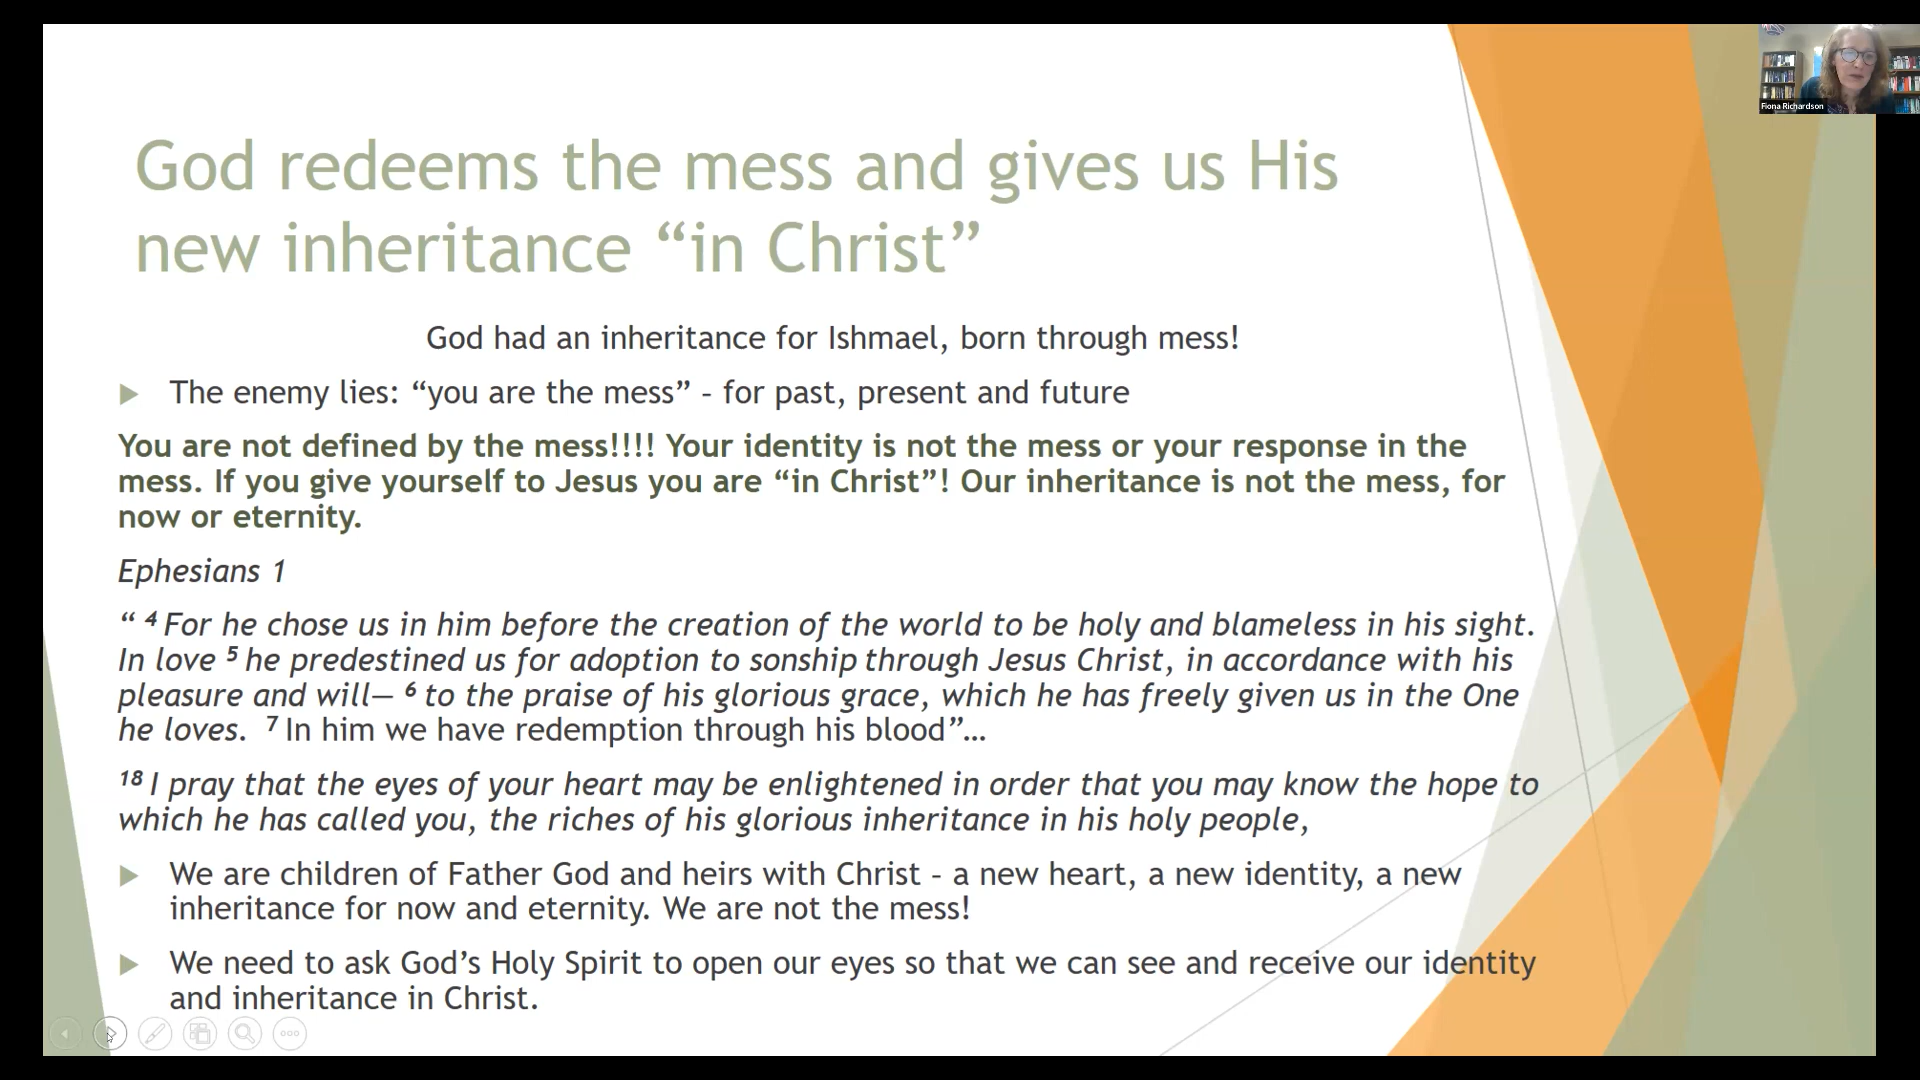 Fiona Richardson
God redeems the mess and gives us His
new inheritance “in Christ”
God had an inheritance for Ishmael, born through mess!
The enemy lies: “you are the mess” – for past, present and future
You are not defined by the mess!!!! Your identity is not the mess or your response in the
mess. If you give yourself to Jesus you are “in Christ”! Our inheritance is not the mess, for
now or eternity.
Ephesians 1
“ ⁴ For he chose us in him before the creation of the world to be holy and blameless in his sight.
In love ⁵ he predestined us for adoption to sonship through Jesus Christ, in accordance with his
pleasure and will— ⁶ to the praise of his glorious grace, which he has freely given us in the One
he loves. ⁷ In him we have redemption through his blood”…
¹⁸ I pray that the eyes of your heart may be enlightened in order that you may know the hope to
which he has called you, the riches of his glorious inheritance in his holy people,
We are children of Father God and heirs with Christ – a new heart, a new identity, a new
inheritance for now and eternity. We are not the mess!
We need to ask God’s Holy Spirit to open our eyes so that we can see and receive our identity
and inheritance in Christ.